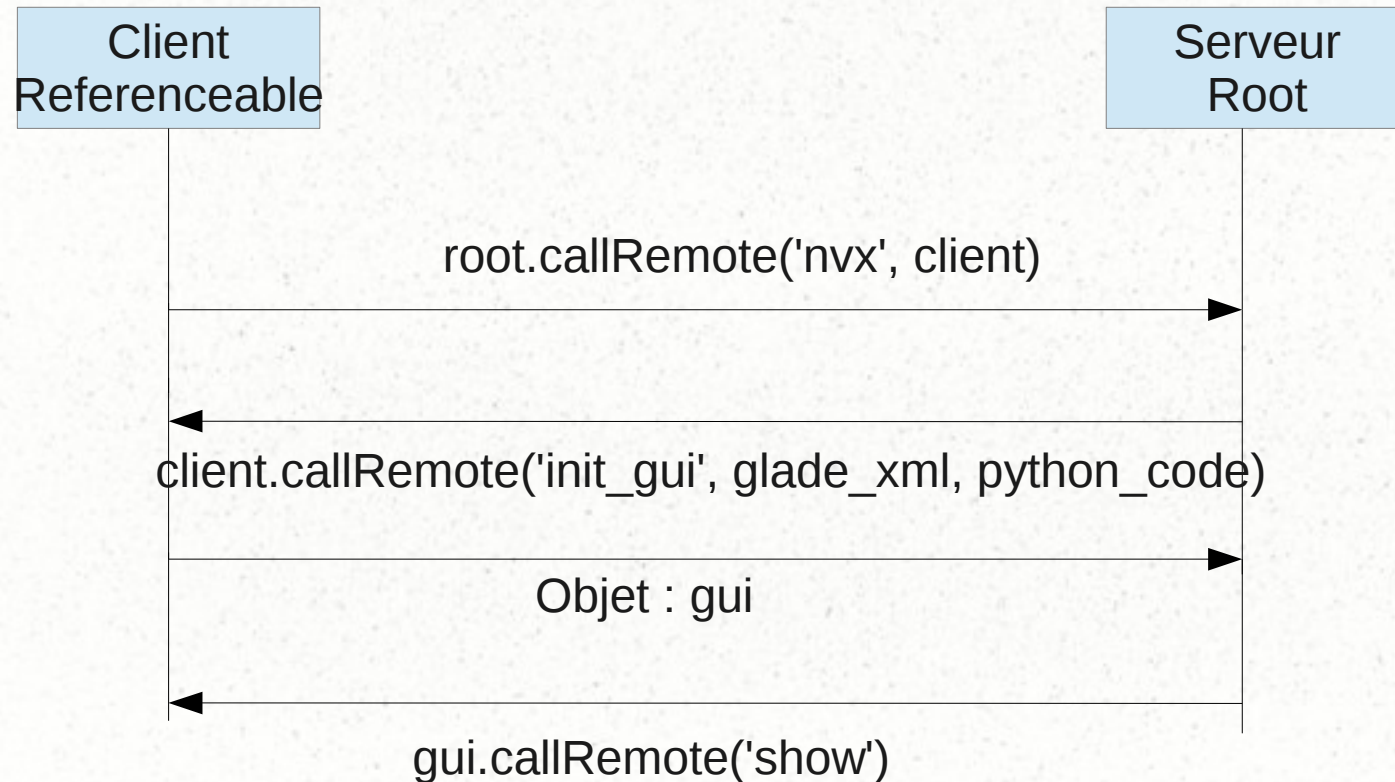 Client
Referenceable
Serveur
Root
root.callRemote('nvx', client)
client.callRemote('init_gui', glade_xml, python_code)
Objet : gui
gui.callRemote('show')